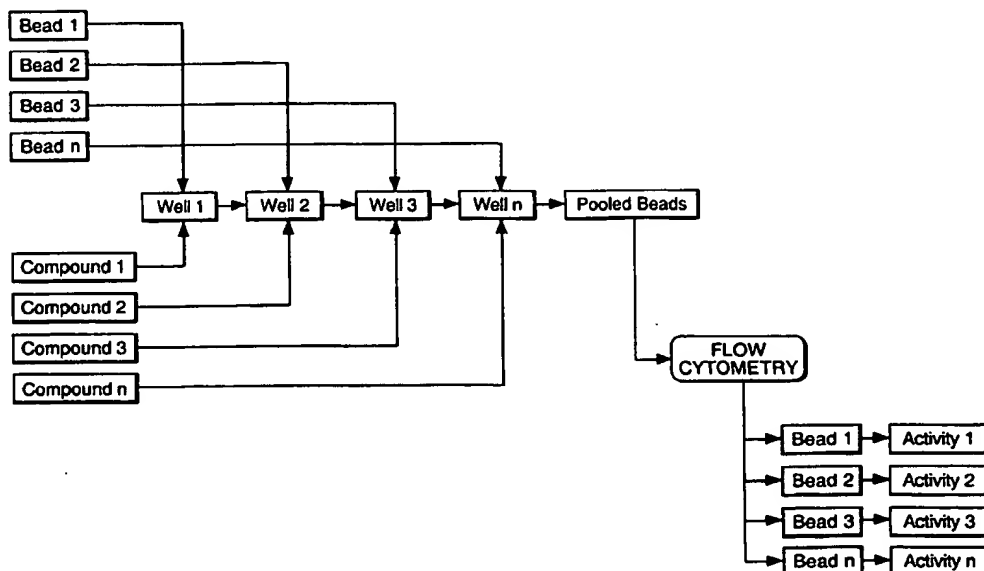 Bead 1
Bead 2
Bead 3
Bead n
Well 1
Well 2
Well 3
Well n
Pooled Beads
Compound 1
Compound 2
Compound 3
Compound n
FLOW
CYTOMETRY
Bead 1
Activity 1
Bead 2
Activity 2
Bead 3
Activity 3
Bead n
Activity n